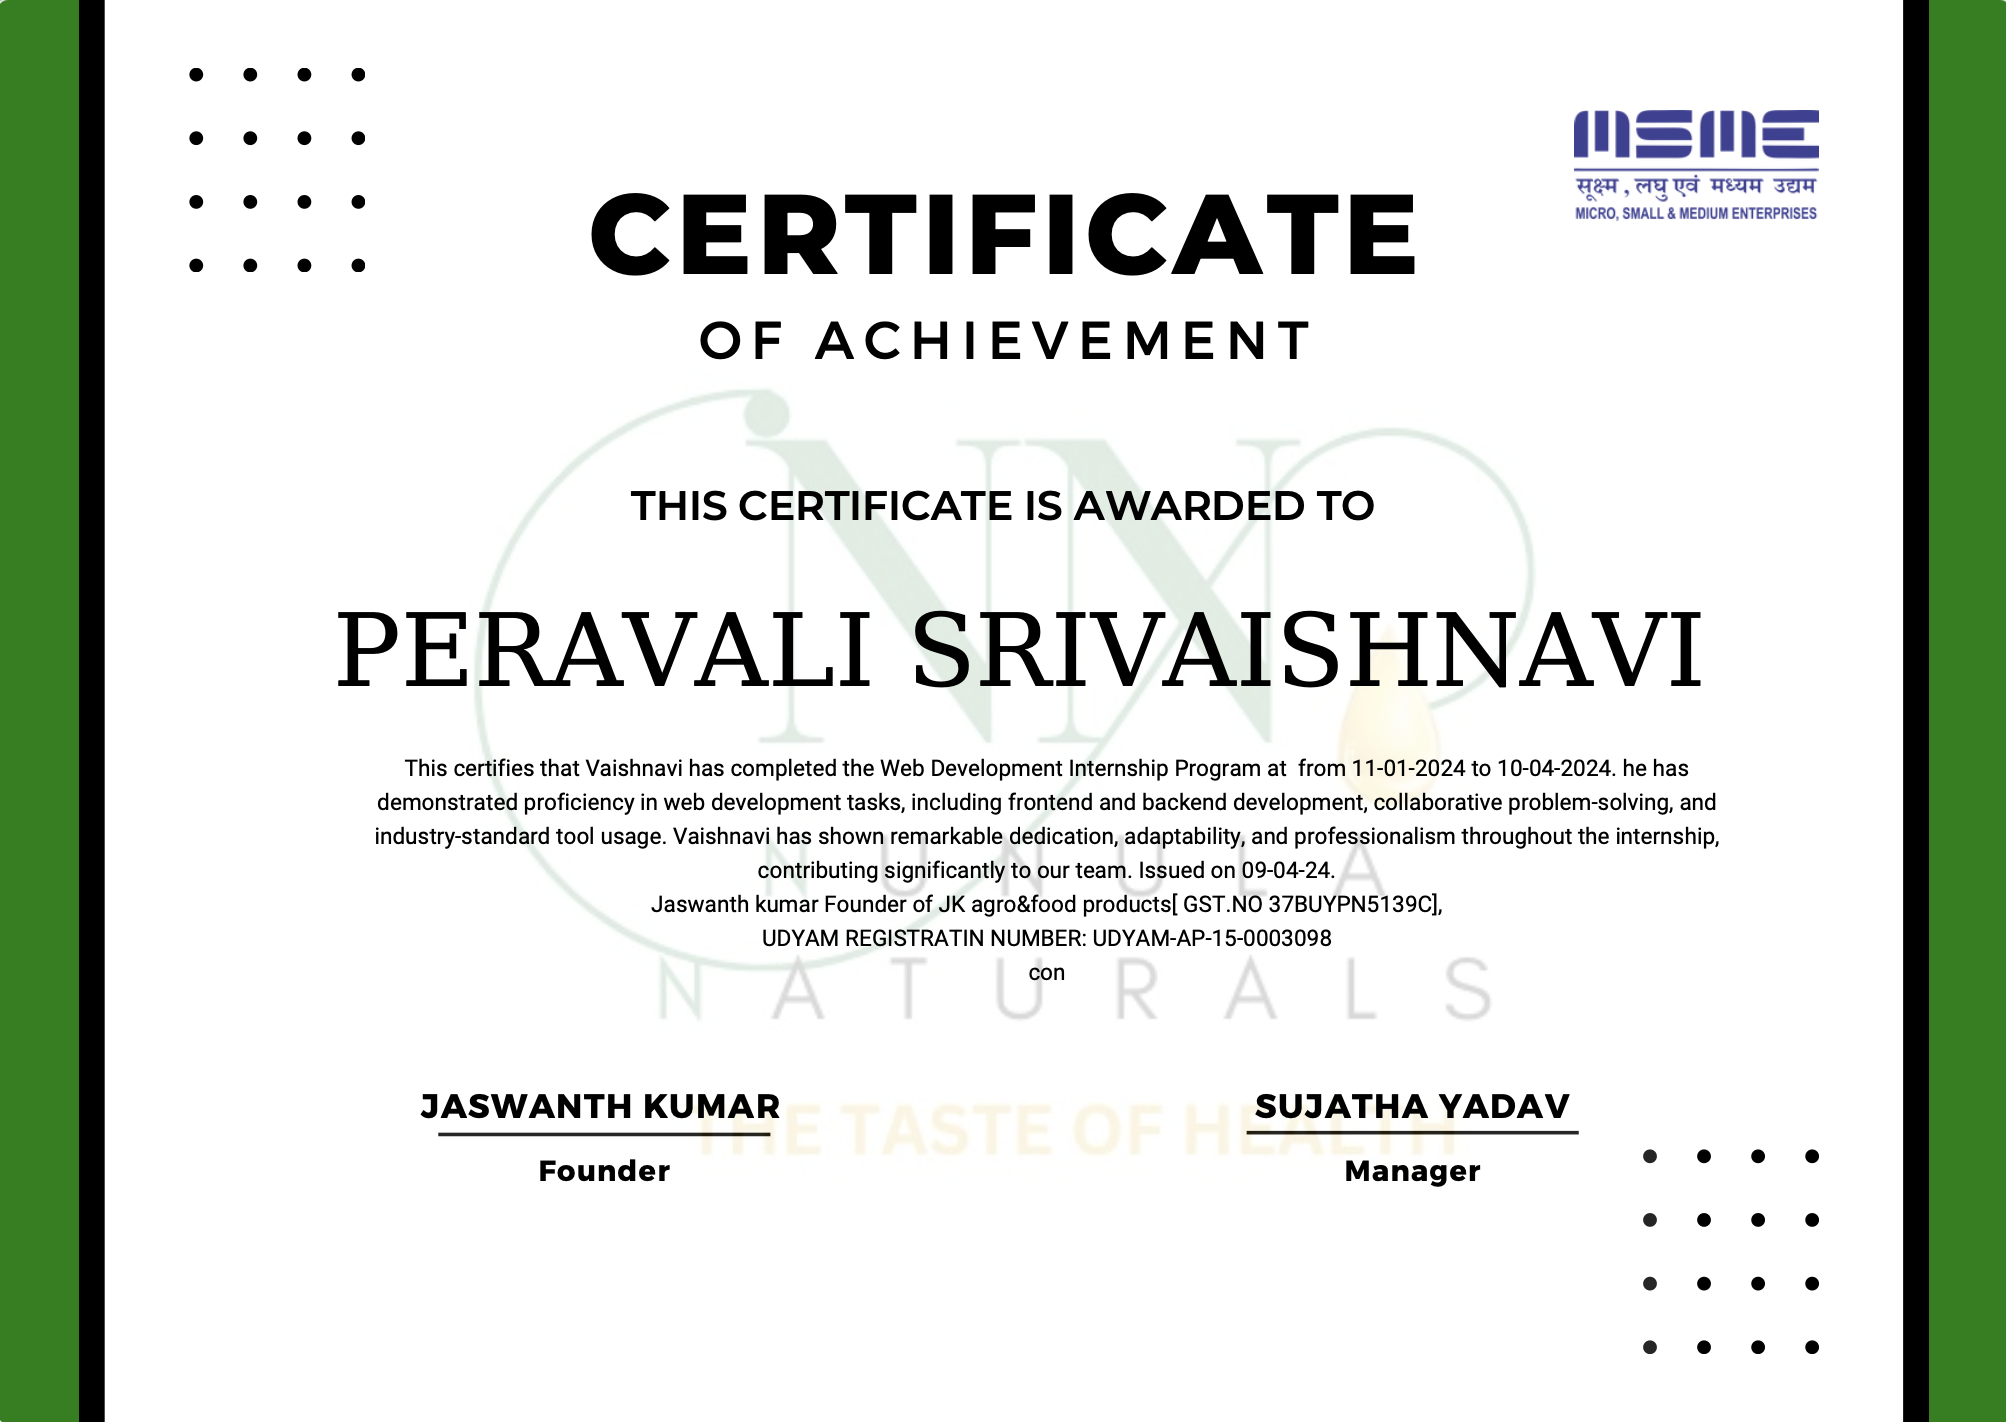 MSME
सूक्ष्म, लघु एवं मध्यम उद्यम
MICRO, SMALL & MEDIUM ENTERPRISES
CERTIFICATE
OF ACHIEVEMENT
THIS CERTIFICATE IS AWARDED TO
PERAVALI SRIVAISHNAVI
This certifies that Vaishnavi has completed the Web Development Internship Program at  from 11-01-2024 to 10-04-2024. he has
demonstrated proficiency in web development tasks, including frontend and backend development, collaborative problem-solving, and
industry-standard tool usage. Vaishnavi has shown remarkable dedication, adaptability, and professionalism throughout the internship,
contributing significantly to our team. Issued on 09-04-24.
Jaswanth kumar Founder of JK agro&food products[ GST.NO 37BUYPN5139C],
UDYAM REGISTRATIN NUMBER: UDYAM-AP-15-0003098
con
NN
NUNULA
NATURALS
THE TASTE OF HEALTH
JASWANTH KUMAR
Founder
SUJATHA YADAV
Manager